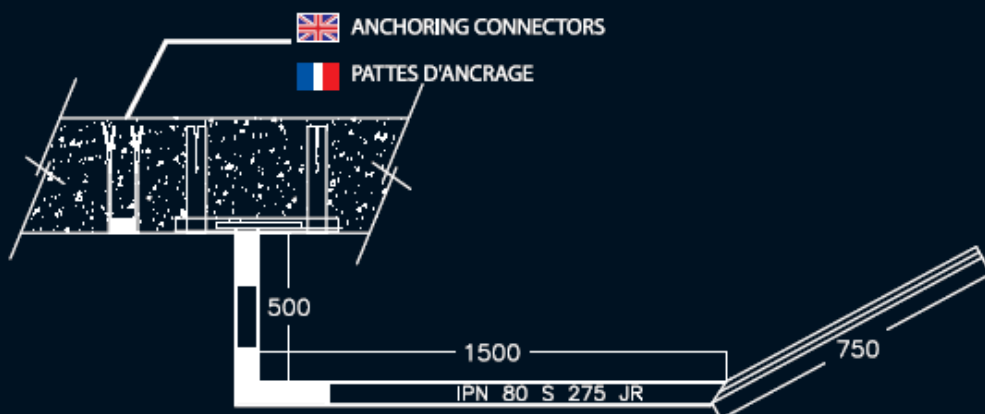 ANCHORING CONNECTORS
PATTES D'ANCRAGE
500
1500
750
IPN 80 S 275 JR